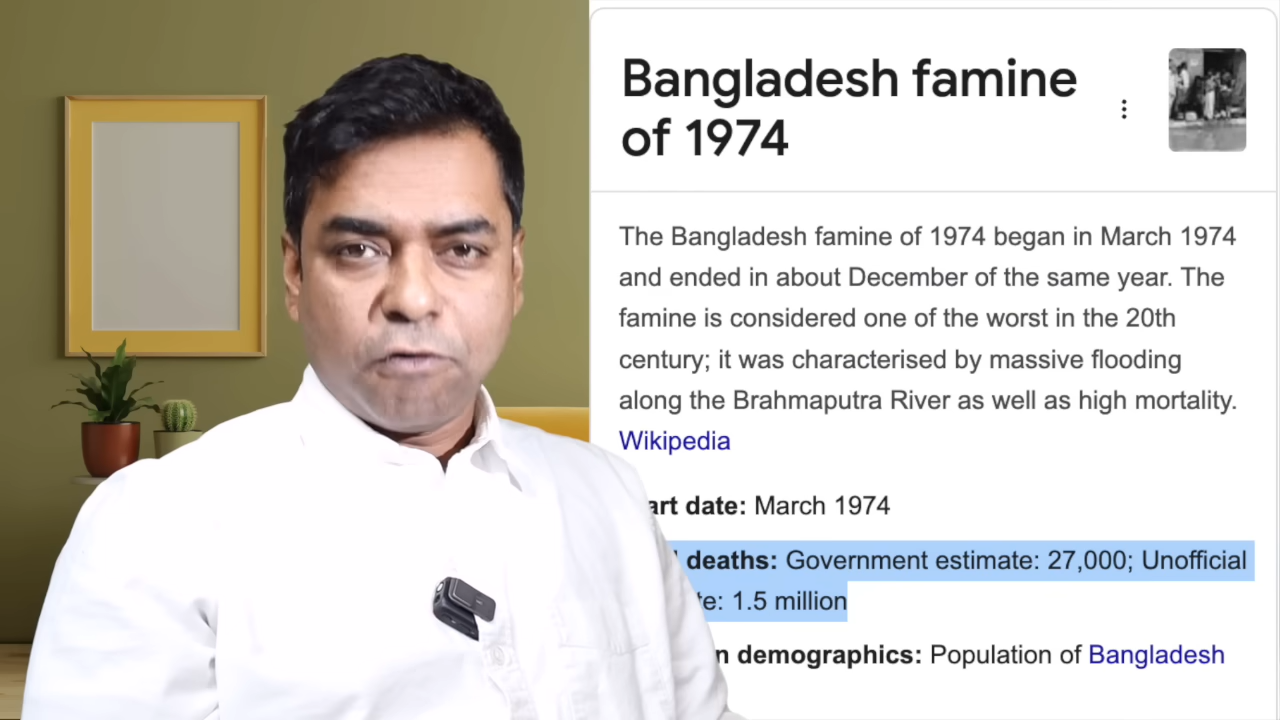 Bangladesh famine
of 1974
The Bangladesh famine of 1974 began in March 1974
and ended in about December of the same year. The
famine is considered one of the worst in the 20th
century; it was characterised by massive flooding
along the Brahmaputra River as well as high mortality.
Wikipedia
art date: March 1974
deaths: Government estimate: 27,000; Unofficial
te: 1.5 million
n demographics: Population of Bangladesh